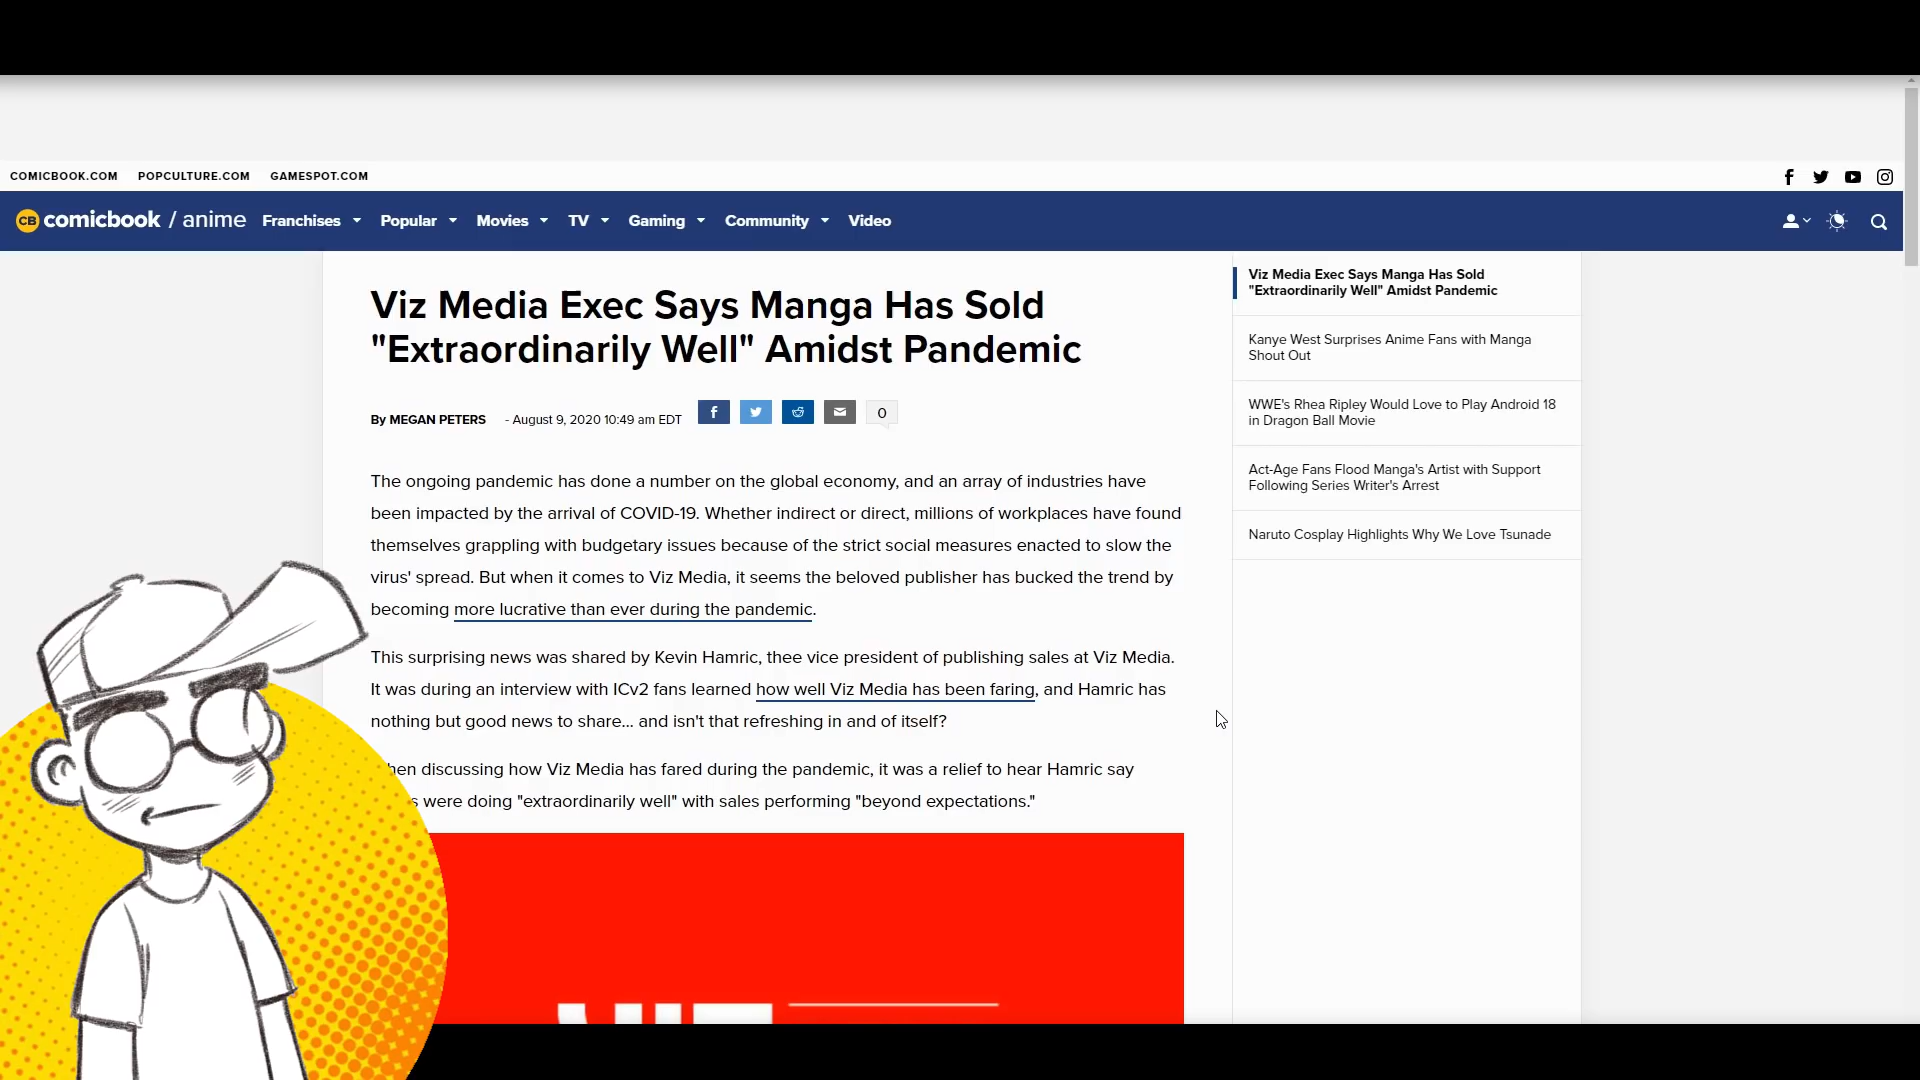 COMICBOOK.COM POPCULTURE.COM GAMESPOT.COM
CB comicbook / anime Franchises Popular Movies TV Gaming Community Video
Viz Media Exec Says Manga Has Sold
"Extraordinarily Well" Amidst Pandemic
By MEGAN PETERS - August 9, 2020 10:49 am EDT 0
The ongoing pandemic has done a number on the global economy, and an array of industries have
been impacted by the arrival of COVID-19. Whether indirect or direct, millions of workplaces have found
themselves grappling with budgetary issues because of the strict social measures enacted to slow the
virus' spread. But when it comes to Viz Media, it seems the beloved publisher has bucked the trend by
becoming more lucrative than ever during the pandemic.
This surprising news was shared by Kevin Hamric, thee vice president of publishing sales at Viz Media.
It was during an interview with ICv2 fans learned how well Viz Media has been faring, and Hamric has
nothing but good news to share... and isn't that refreshing in and of itself?
discussing how Viz Media has fared during the pandemic, it was a relief to hear Hamric say
were doing "extraordinarily well" with sales performing "beyond expectations."
Viz Media Exec Says Manga Has Sold
"Extraordinarily Well" Amidst Pandemic
Kanye West Surprises Anime Fans with Manga
Shout Out
WWE's Rhea Ripley Would Love to Play Android 18
in Dragon Ball Movie
Act-Age Fans Flood Manga's Artist with Support
Following Series Writer's Arrest
Naruto Cosplay Highlights Why We Love Tsunade